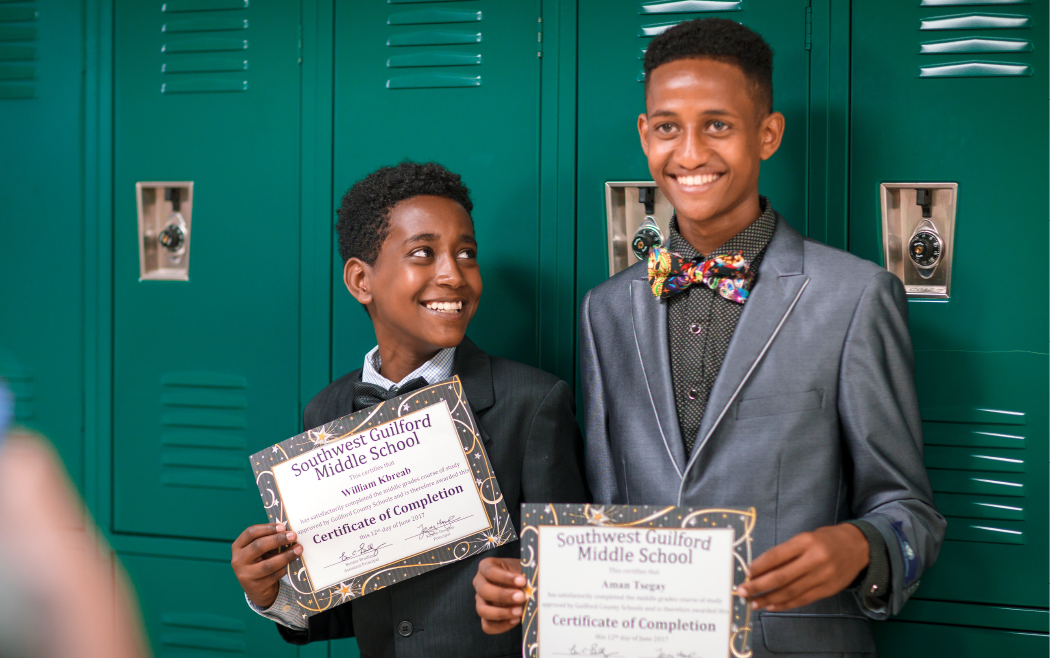 Southwest Guilford
Middle School
This certifies that
William Kbreab
has satisfactorily completed the middle grades course of study
approved by Guilford County Schools and is therefore awarded this
Certificate of Completion
this 12th day of June 2017
Assistant Principal
Principal
Southwest Guilford
Middle School
This certifies that
Aman Tsegay
has satisfactorily completed the middle grades course of study
approved by Guilford County Schools and is therefore awarded this
Certificate of Completion
this 12th day of June 2017